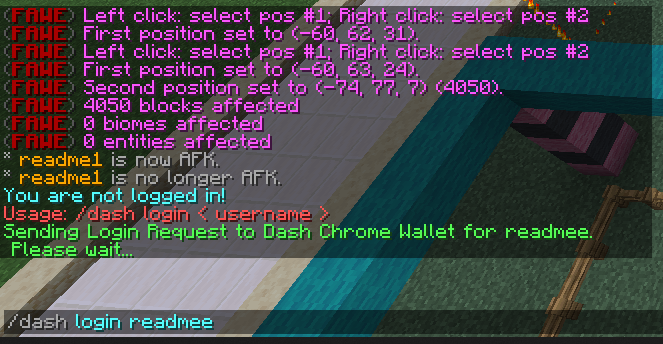 (FAWE) Left click: select pos #1; Right click: select pos #2
(FAWE) First position set to (-60, 62, 31).
(FAWE) Left click: select pos #1; Right click: select pos #2
(FAWE) First position set to (-60, 63, 24).
(FAWE) Second position set to (-74, 77, 7) (4050).
(FAWE) 4050 blocks affected
(FAWE) 0 biomes affected
(FAWE) 0 entities affected
* readme1 is now AFK.
* readme1 is no longer AFK.
You are not logged in!
Usage: /dash login < username >
Sending Login Request to Dash Chrome Wallet for readmee.
Please wait...
/dash login readmee